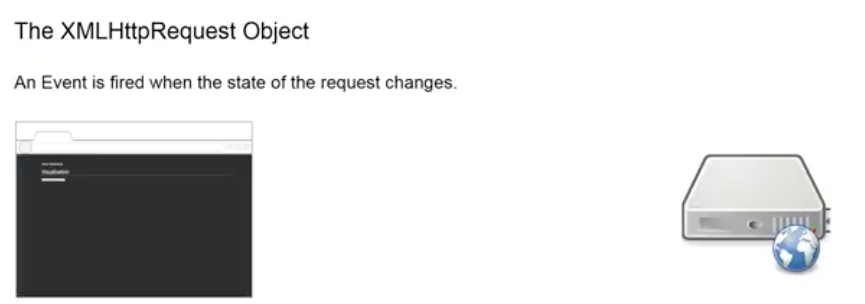 The XMLHttpRequest Object
An Event is fired when the state of the request changes.
Visualization